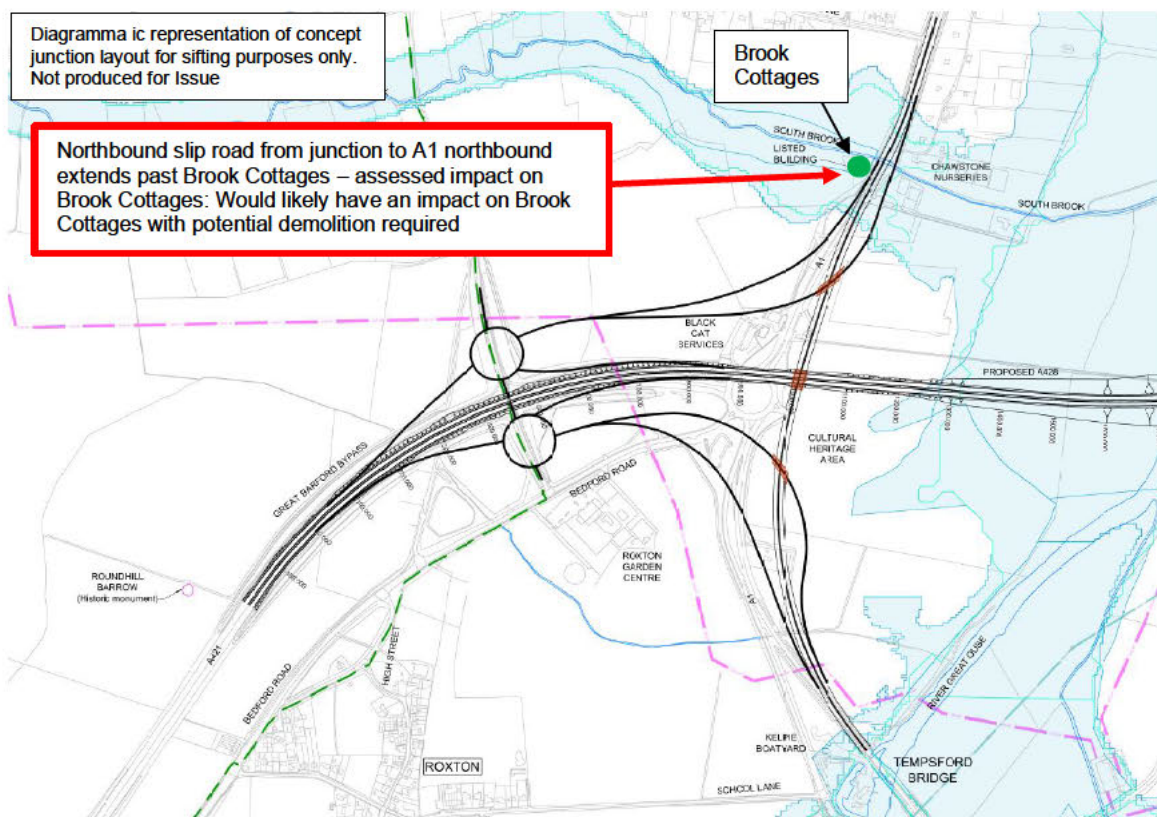 Diagramma ic representation of concept
junction layout for sifting purposes only.
Not produced for Issue
Brook
Cottages
Northbound slip road from junction to A1 northbound
extends past Brook Cottages – assessed impact on
Brook Cottages: Would likely have an impact on Brook
Cottages with potential demolition required
SOUTH BROOK
LISTED
BUILDING
CHAWSTONE
NURSERIES
SOUTH BROOK
A1
BLACK
CAT
SERVICES
PROPOSED A428
CULTURAL
HERITAGE
AREA
GREAT BARFORD BYPASS
BEDFORD ROAD
ROXTON
GARDEN
CENTRE
ROUNDHILL
BARROW
(Historic monument)
A421
A1
HIGH STREET
BEDFORD ROAD
RIVER GREAT OUSE
KELPIE
BOATYARD
TEMPSFORD
BRIDGE
ROXTON
SCHOOL LANE